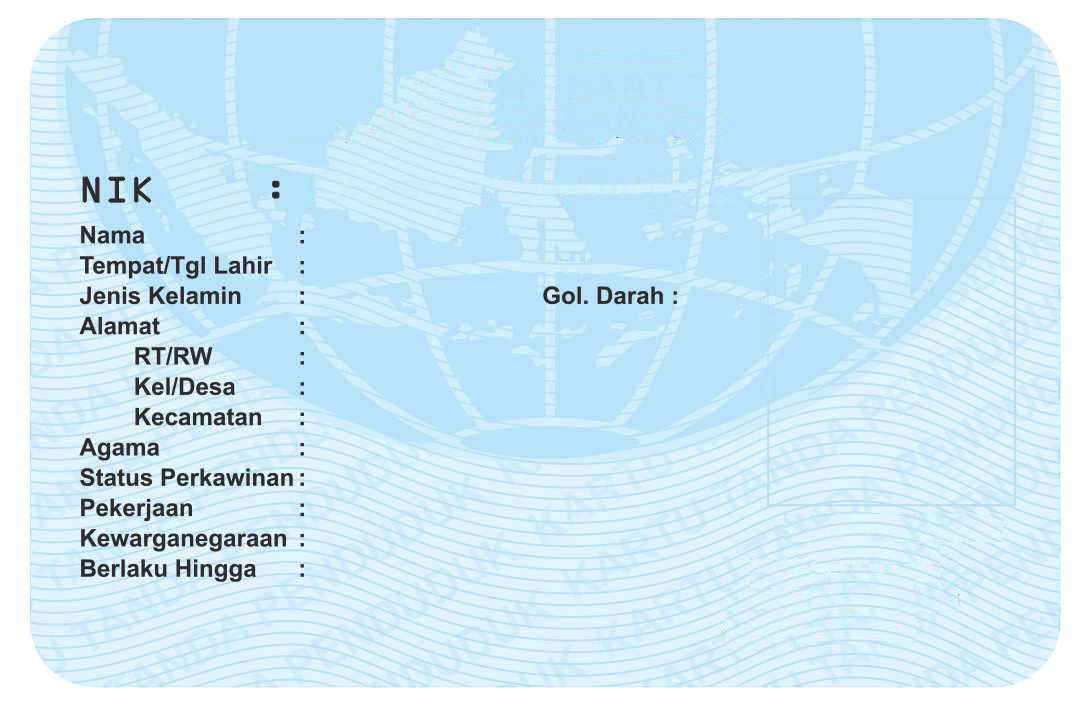 NIK :
Nama :
Tempat/Tgl Lahir :
Jenis Kelamin : Gol. Darah :
Alamat :
RT/RW :
Kel/Desa :
Kecamatan :
Agama :
Status Perkawinan :
Pekerjaan :
Kewarganegaraan :
Berlaku Hingga :